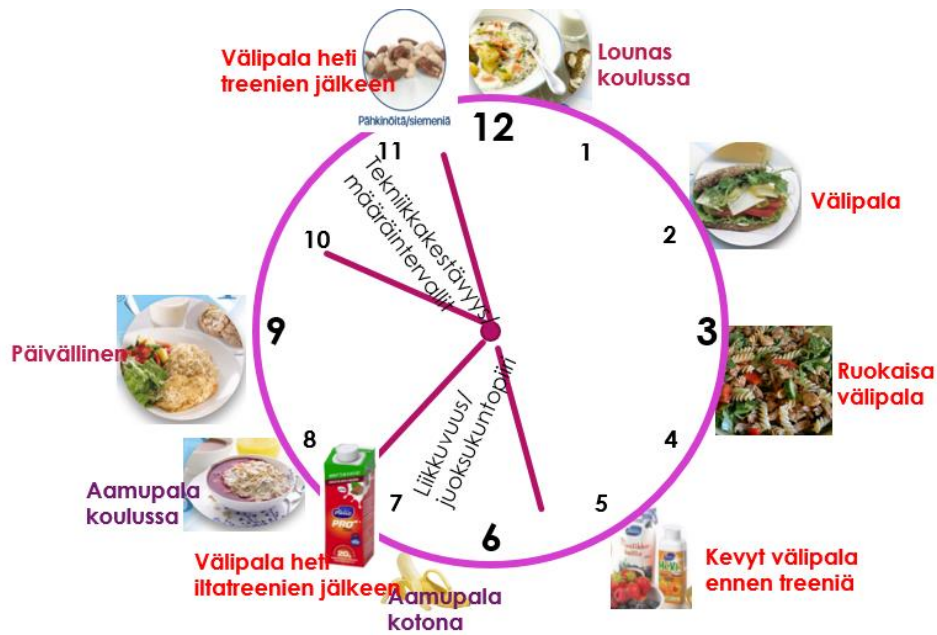 Välipala heti
treenien jälkeen
Pähkinöitä/siemeniä
Lounas
koulussa
12
11
1
Välipala
2
Tekniikkakestävyys/
määräintervallit
10
9
3
Päivällinen
Ruokaisa
välipala
8
4
Liikkuvuus/
juoksukuntopiiri
Aamupala
koulussa
PRO
7
5
6
Välipala heti
iltatreenien jälkeen
Kevyt välipala
ennen treeniä
Aamupala
kotona